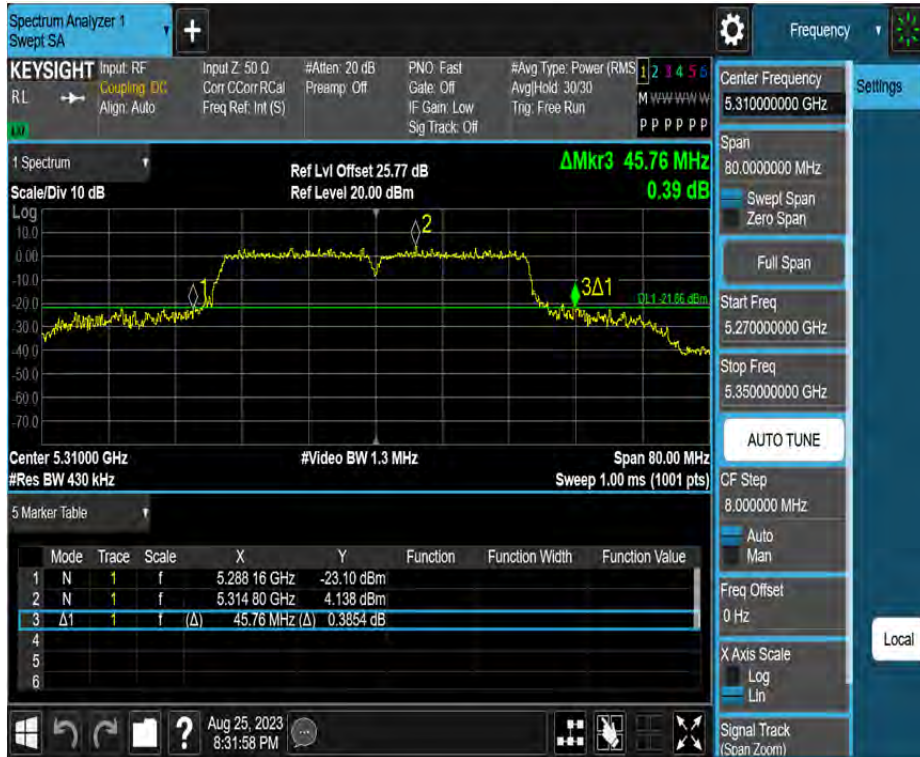 Spectrum Analyzer 1
Swept SA
+
Frequency
KEYSIGHT
RL
Input: RF
Coupling: DC
Align: Auto
Input Z: 50 Ω
Corr CCorr RCal
Freq Ref: Int (S)
#Atten: 20 dB
Preamp: Off
PNO: Fast
Gate: Off
IF Gain: Low
Sig Track: Off
#Avg Type: Power (RMS
Avg|Hold: 30/30
Trig: Free Run
1 2 3 4 5 6
M W W W W W
P P P P P P
Settings
1 Spectrum
Scale/Div 10 dB
Ref Lvl Offset 25.77 dB
Ref Level 20.00 dBm
ΔMkr3 45.76 MHz
0.39 dB
Log
10.0
0.00
-10.0
-20.0
-30.0
-40.0
-50.0
-60.0
-70.0
1
2
3Δ1
DL1 -21.86 dBm
Center 5.31000 GHz
#Video BW 1.3 MHz
Span 80.00 MHz
#Res BW 430 kHz
Sweep 1.00 ms (1001 pts)
5 Marker Table
Mode Trace Scale X Y Function Function Width Function Value
1 N 1 f 5.288 16 GHz -23.10 dBm
2 N 1 f 5.314 80 GHz 4.138 dBm
3 Δ1 1 f (Δ) 45.76 MHz (Δ) 0.3854 dB
4
5
6
Center Frequency
5.310000000 GHz
Span
80.0000000 MHz
Swept Span
Zero Span
Full Span
Start Freq
5.270000000 GHz
Stop Freq
5.350000000 GHz
AUTO TUNE
CF Step
8.000000 MHz
Auto
Man
Freq Offset
0 Hz
X Axis Scale
Log
Lin
Signal Track
(Span Zoom)
Local
?
Aug 25, 2023
8:31:58 PM